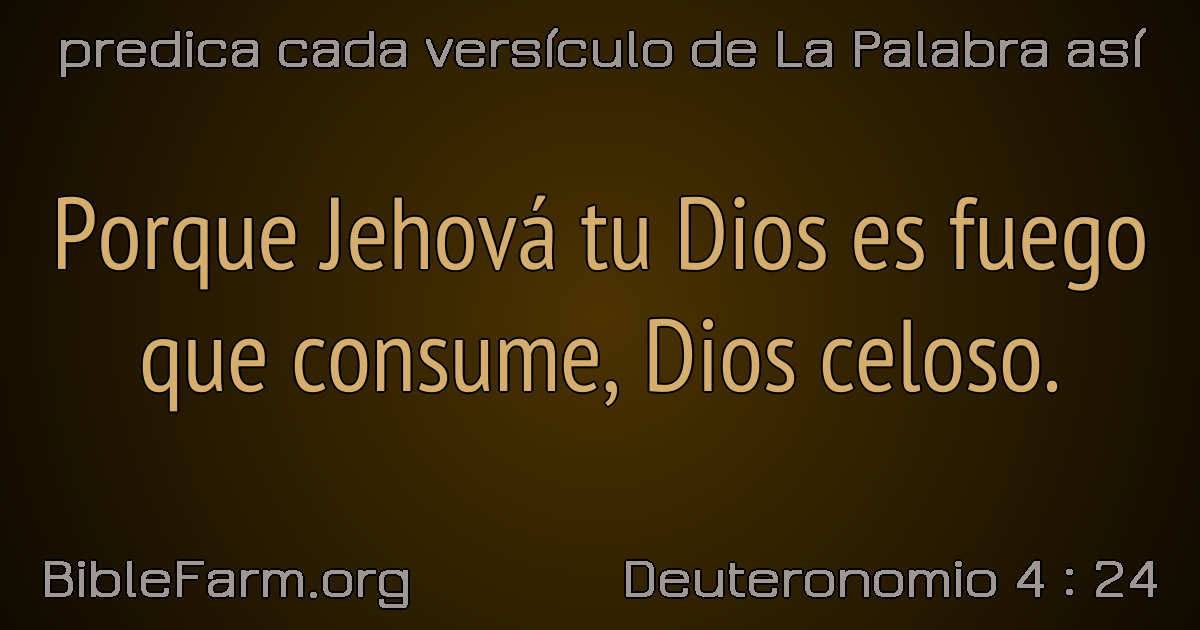 predica cada versículo de La Palabra así
Porque Jehová tu Dios es fuego
que consume, Dios celoso.
BibleFarm.org
Deuteronomio 4 : 24